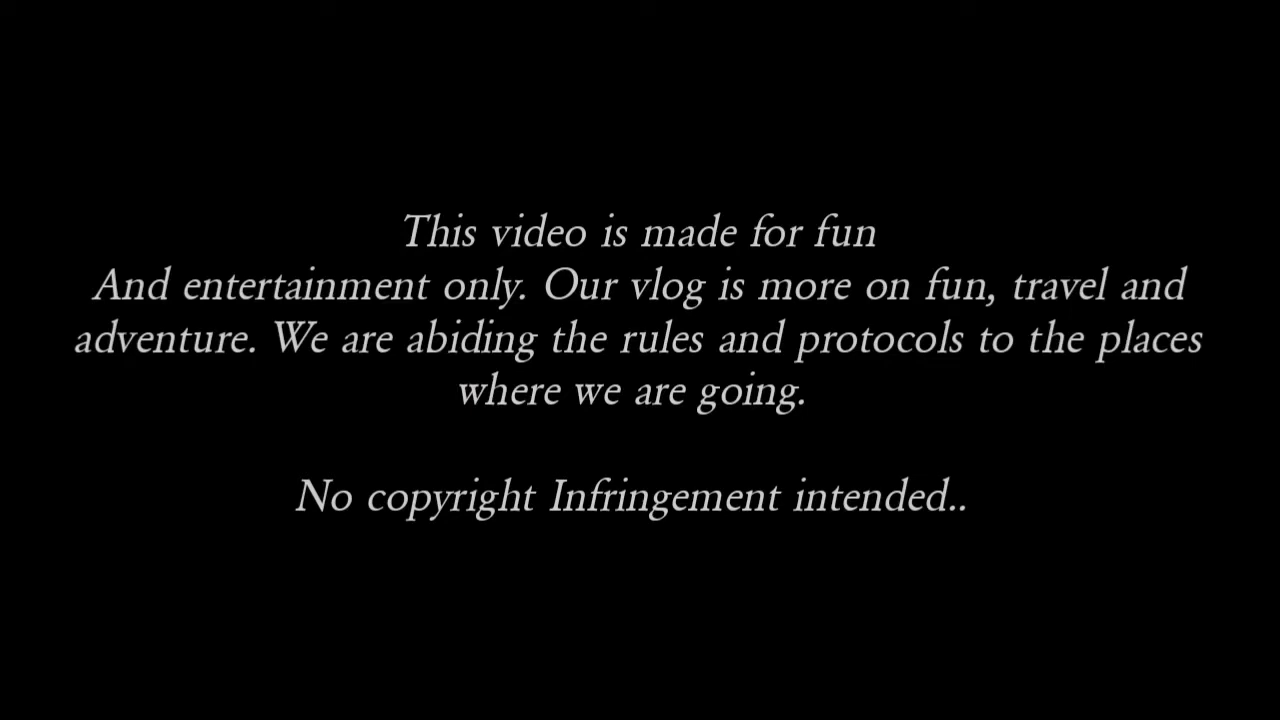 This video is made for fun
And entertainment only. Our vlog is more on fun, travel and
adventure. We are abiding the rules and protocols to the places
where we are going.
No copyright Infringement intended..